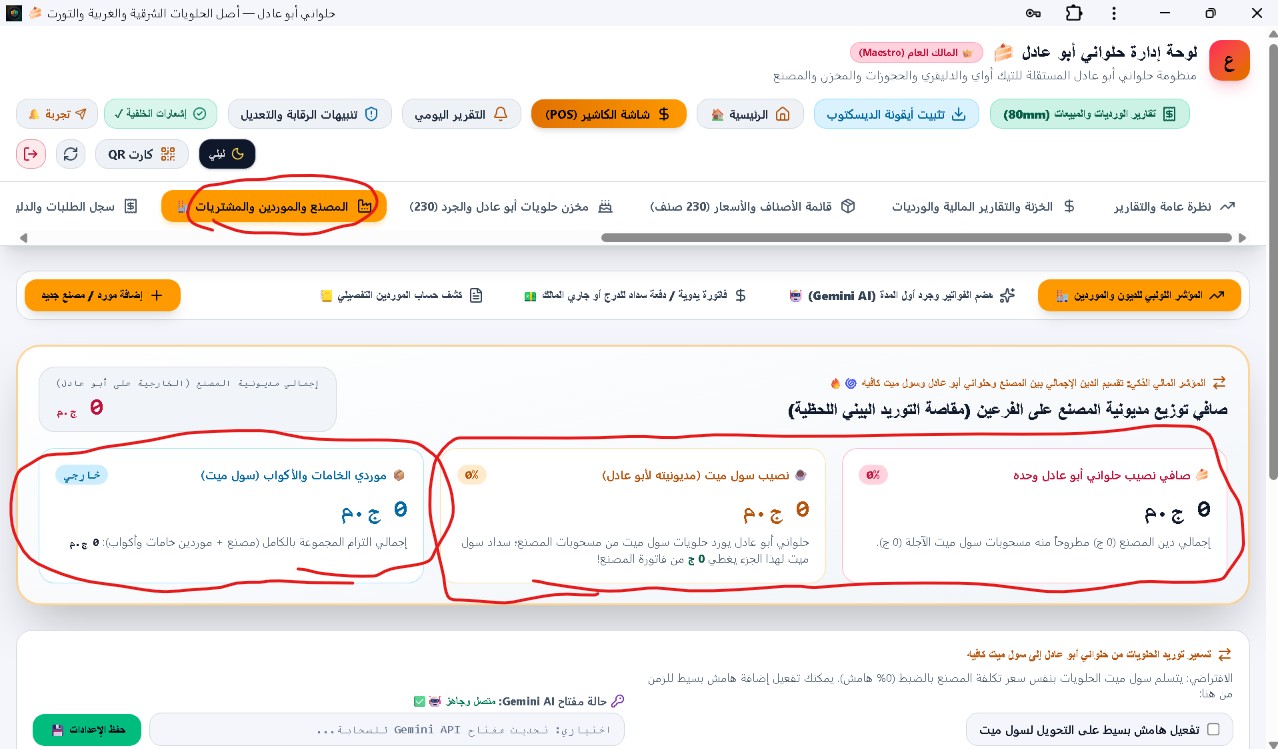 حلواني أبو عادل — أصل الحلويات الشرقية والغربية والتورت 🍰
ع
لوحة إدارة حلواني أبو عادل 🍰
👑 المالك العام (Maestro)
منظومة حلواني أبو عادل المستقلة للتيك أواي والدليفري والحجوزات والمخزن والمصنع
تقارير الورديات والمبيعات (80mm)
تثبيت أيقونة الديسكتوب
الرئيسية 🏠
شاشة الكاشير (POS)
التقرير اليومي
تنبيهات الرقابة والتعديل
إشعارات الخلفية ✓
تجربة 🔔
ليلي
كارت QR
نظرة عامة والتقارير
الخزنة والتقارير المالية والورديات
قائمة الأصناف والأسعار (230 صنف)
مخزن حلويات أبو عادل والجرد (230)
المصنع والموردين والمشتريات
سجل الطلبات والدلي
المؤشر اللولبي للديون والموردين
هضم الفواتير وجرد أول المدة (Gemini AI)
فاتورة يدوية / دفعة سداد للدرج أو جاري المالك 💵
كشف حساب الموردين التفصيلي 📒
إضافة مورد / مصنع جديد
المؤشر المالي الذكي: تقسيم الدين الإجمالي بين المصنع وحلواني أبو عادل وسول ميت كافيه 🌀 🔥
صافي توزيع مديونية المصنع على الفرعين (مقاصة التوريد البيني اللحظية)
إجمالي مديونية المصنع (الخارجية على أبو عادل)
0 ج.م
🍰 صافي نصيب حلواني أبو عادل وحده
0%
0 ج.م
إجمالي دين المصنع (0 ج) مطروحاً منه مسحوبات سول ميت الآجلة (0 ج).
نصيب سول ميت (مديونيته لأبو عادل)
0%
0 ج.م
حلواني أبو عادل يورد حلويات سول ميت من مسحوبات المصنع؛ سداد سول
ميت لهذا الجزء يغطي 0 ج من فاتورة المصنع!
📦 موردي الخامات والأكواب (سول ميت)
خارجي
0 ج.م
إجمالي التزام المجموعة بالكامل (مصنع + موردين خامات وأكواب): 0 ج.م
تسعير توريد الحلويات من حلواني أبو عادل إلى سول ميت كافيه
الافتراضي: يتسلم سول ميت الحلويات بنفس سعر تكلفة المصنع بالضبط (0% هامش). يمكنك تفعيل إضافة هامش بسيط للزمن
من هنا:
تفعيل هامش بسيط على التحويل لسول ميت
حالة مفتاح Gemini AI: متصل وجاهز ✅
اختياري: تحديث مفتاح Gemini API للسحابة...
حفظ الإعدادات 💾